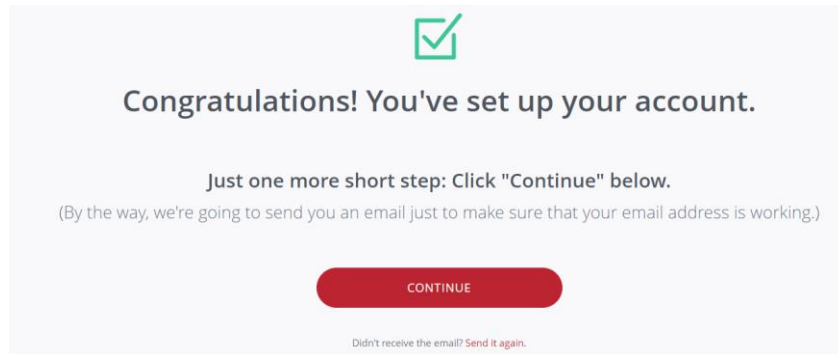 Congratulations! You've set up your account.
Just one more short step: Click "Continue" below.
(By the way, we're going to send you an email just to make sure that your email address is working.)
CONTINUE
Didn't receive the email? Send it again.